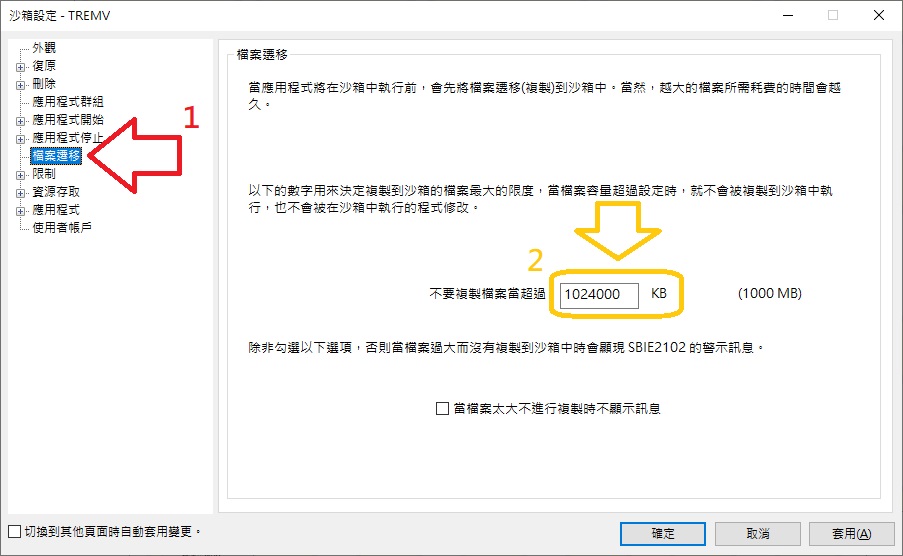 沙箱設定 - TREMV
外觀
復原
刪除
應用程式群組
應用程式開始
應用程式停止
檔案遷移
限制
資源存取
應用程式
使用者帳戶
1
檔案遷移
當應用程式將在沙箱中執行前，會先將檔案遷移(複製)到沙箱中。當然，越大的檔案所需耗費的時間會越
久。
以下的數字用來決定複製到沙箱的檔案最大的限度，當檔案容量超過設定時，就不會被複製到沙箱中執
行，也不會被在沙箱中執行的程式修改。
2
不要複製檔案當超過 1024000 KB (1000 MB)
除非勾選以下選項，否則當檔案過大而沒有複製到沙箱中時會顯現 SBIE2102 的警示訊息。
當檔案太大不進行複製時不顯示訊息
切換到其他頁面時自動套用變更。
確定 取消 套用(A)